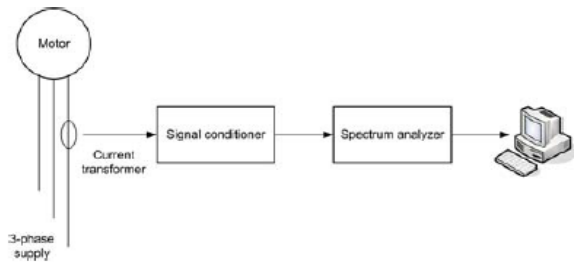 Motor
Signal conditioner
Spectrum analyzer
Current
transformer
3-phase
supply